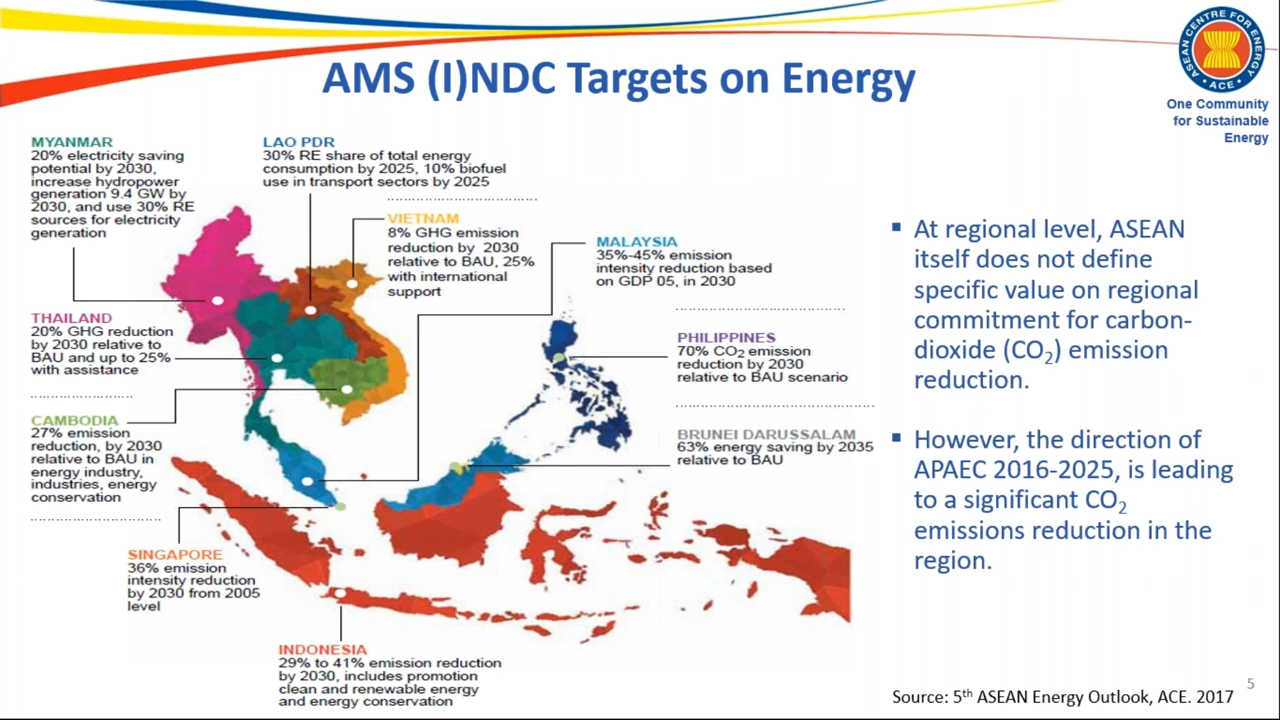 AMS (I)NDC Targets on Energy
ASEAN CENTRE FOR ENERGY
• ACE •
One Community
for Sustainable
Energy
MYANMAR
20% electricity saving
potential by 2030,
increase hydropower
generation 9.4 GW by
2030, and use 30% RE
sources for electricity
generation
LAO PDR
30% RE share of total energy
consumption by 2025, 10% biofuel
use in transport sectors by 2025
VIETNAM
8% GHG emission
reduction by 2030
relative to BAU, 25%
with international
support
MALAYSIA
35%-45% emission
intensity reduction based
on GDP 05, in 2030
THAILAND
20% GHG reduction
by 2030 relative to
BAU and up to 25%
with assistance
PHILIPPINES
70% CO2 emission
reduction by 2030
relative to BAU scenario
CAMBODIA
27% emission
reduction, by 2030
relative to BAU in
energy industry,
industries, energy
conservation
BRUNEI DARUSSALAM
63% energy saving by 2035
relative to BAU
SINGAPORE
36% emission
intensity reduction
by 2030 from 2005
level
INDONESIA
29% to 41% emission reduction
by 2030, includes promotion
clean and renewable energy
and energy conservation
▪ At regional level, ASEAN
itself does not define
specific value on regional
commitment for carbon-
dioxide (CO2) emission
reduction.
▪ However, the direction of
APAEC 2016-2025, is leading
to a significant CO2
emissions reduction in the
region.
5
Source: 5th ASEAN Energy Outlook, ACE. 2017